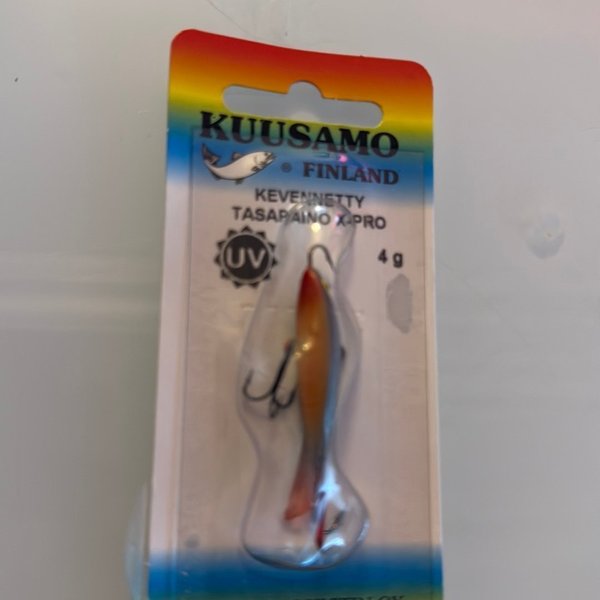 KUUSAMO
® FINLAND
KEVENNETTY
TASAPAINO X-PRO
UV
4 g